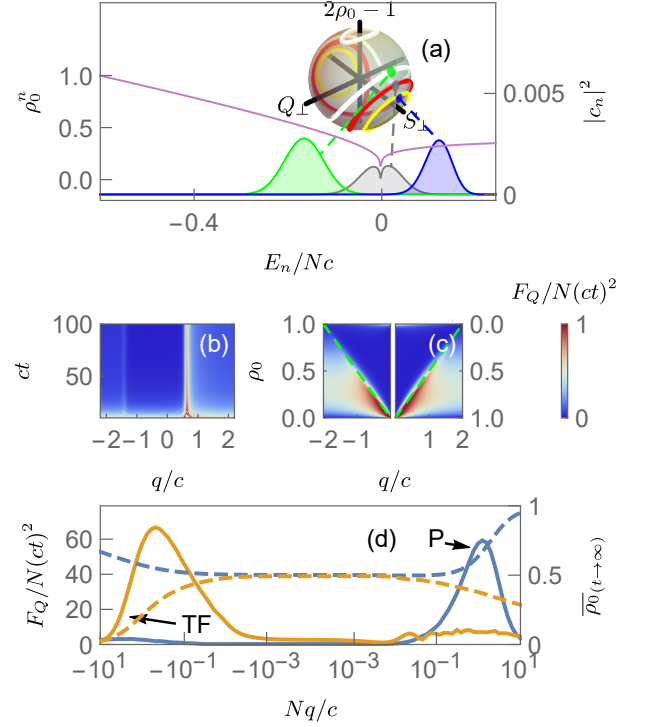 2ρ₀ − 1
(a)
Q⊥
S⊥
ρ₀ⁿ
1.0
0.5
0.0
0.005
0
|cₙ|²
−0.4
0
Eₙ/Nc
F_Q/N(ct)²
ct
100
50
(b)
−2
−1
0
1
2
q/c
ρ₀
1.0
0.5
0.0
(c)
0.0
0.5
1.0
−2
−1
1
2
q/c
1
0
F_Q/N(ct)²
60
40
20
0
(d)
P
TF
1
0.5
0
ρ̅₀₍t→∞₎
−10¹
−10⁻¹
−10⁻³
10⁻³
10⁻¹
10¹
Nq/c